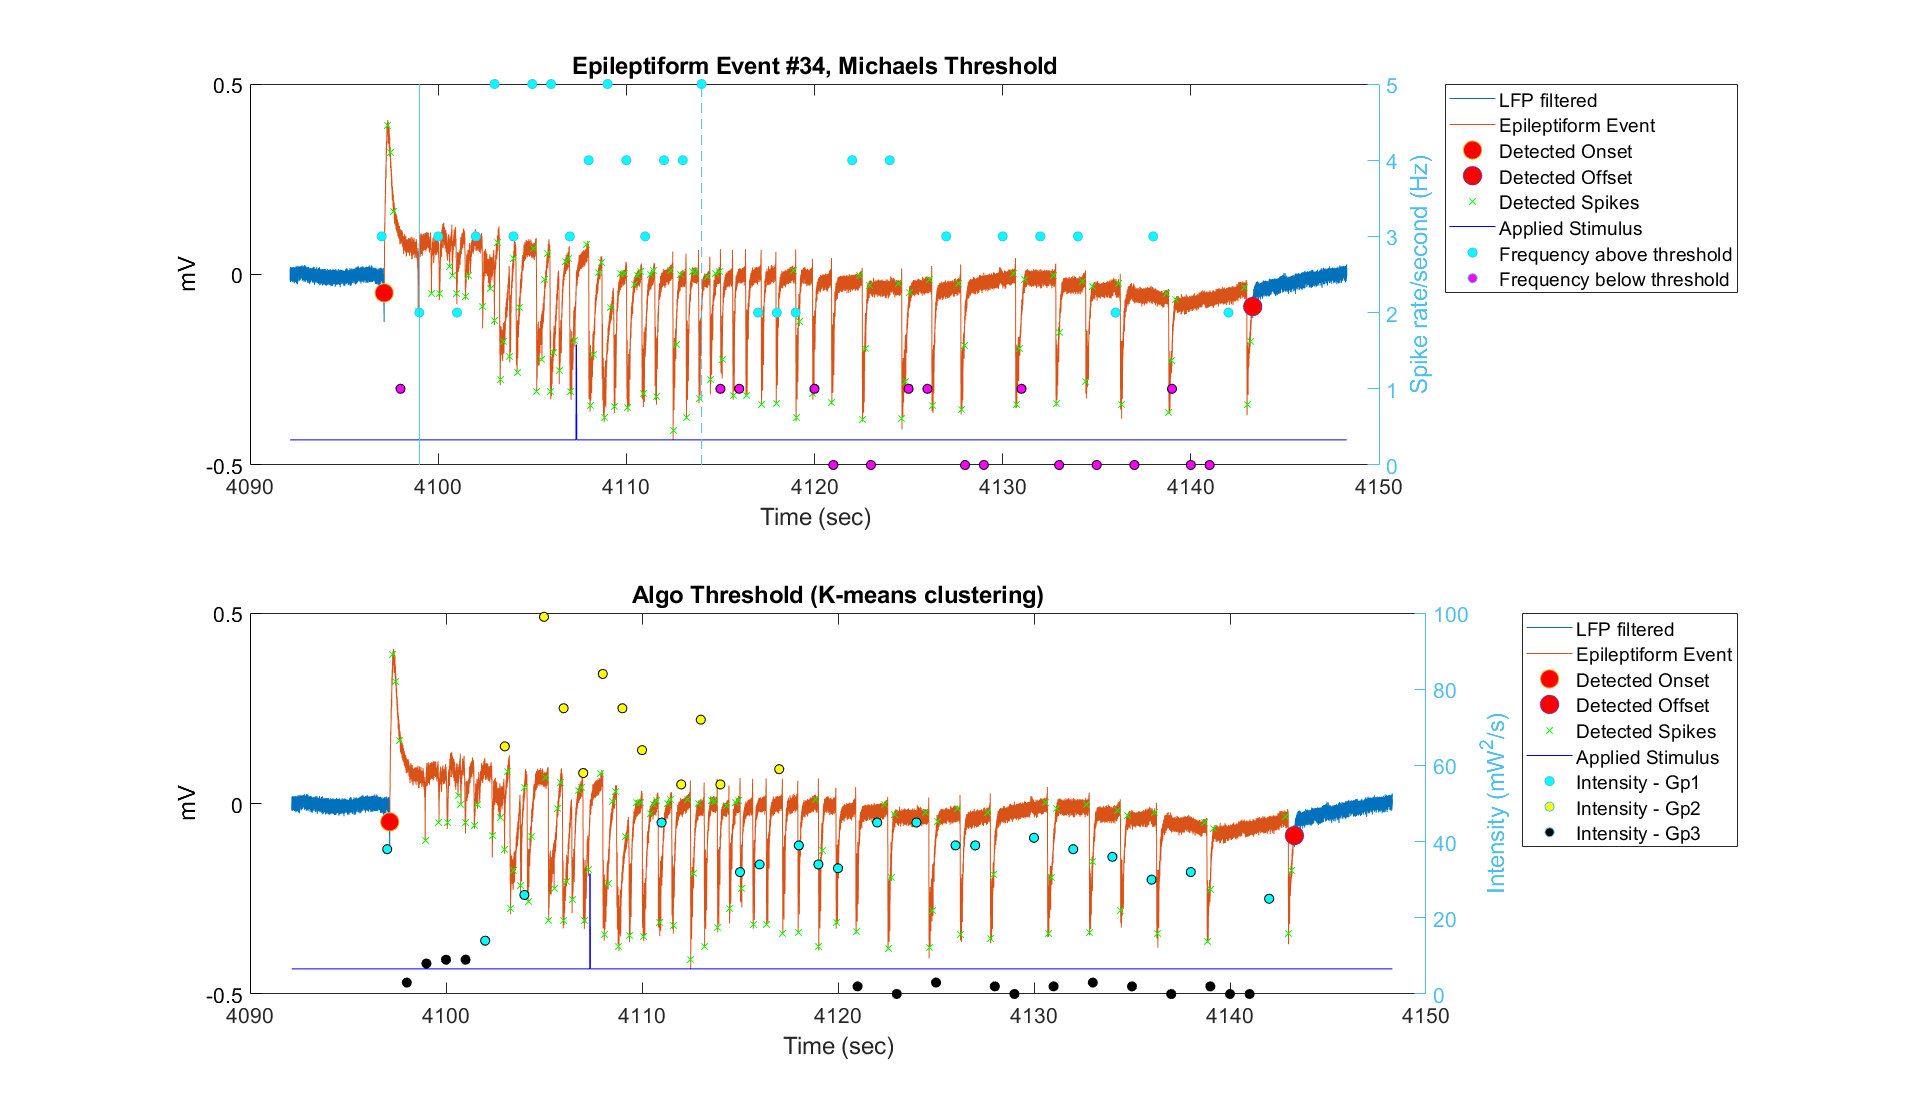 Epileptiform Event #34, Michaels Threshold
0.5
0
-0.5
mV
4090
4100
4110
4120
4130
4140
4150
Time (sec)
5
4
3
2
1
0
Spike rate/second (Hz)
LFP filtered
Epileptiform Event
Detected Onset
Detected Offset
Detected Spikes
Applied Stimulus
Frequency above threshold
Frequency below threshold
Algo Threshold (K-means clustering)
0.5
0
-0.5
mV
4090
4100
4110
4120
4130
4140
4150
Time (sec)
100
80
60
40
20
0
Intensity (mW²/s)
LFP filtered
Epileptiform Event
Detected Onset
Detected Offset
Detected Spikes
Applied Stimulus
Intensity - Gp1
Intensity - Gp2
Intensity - Gp3